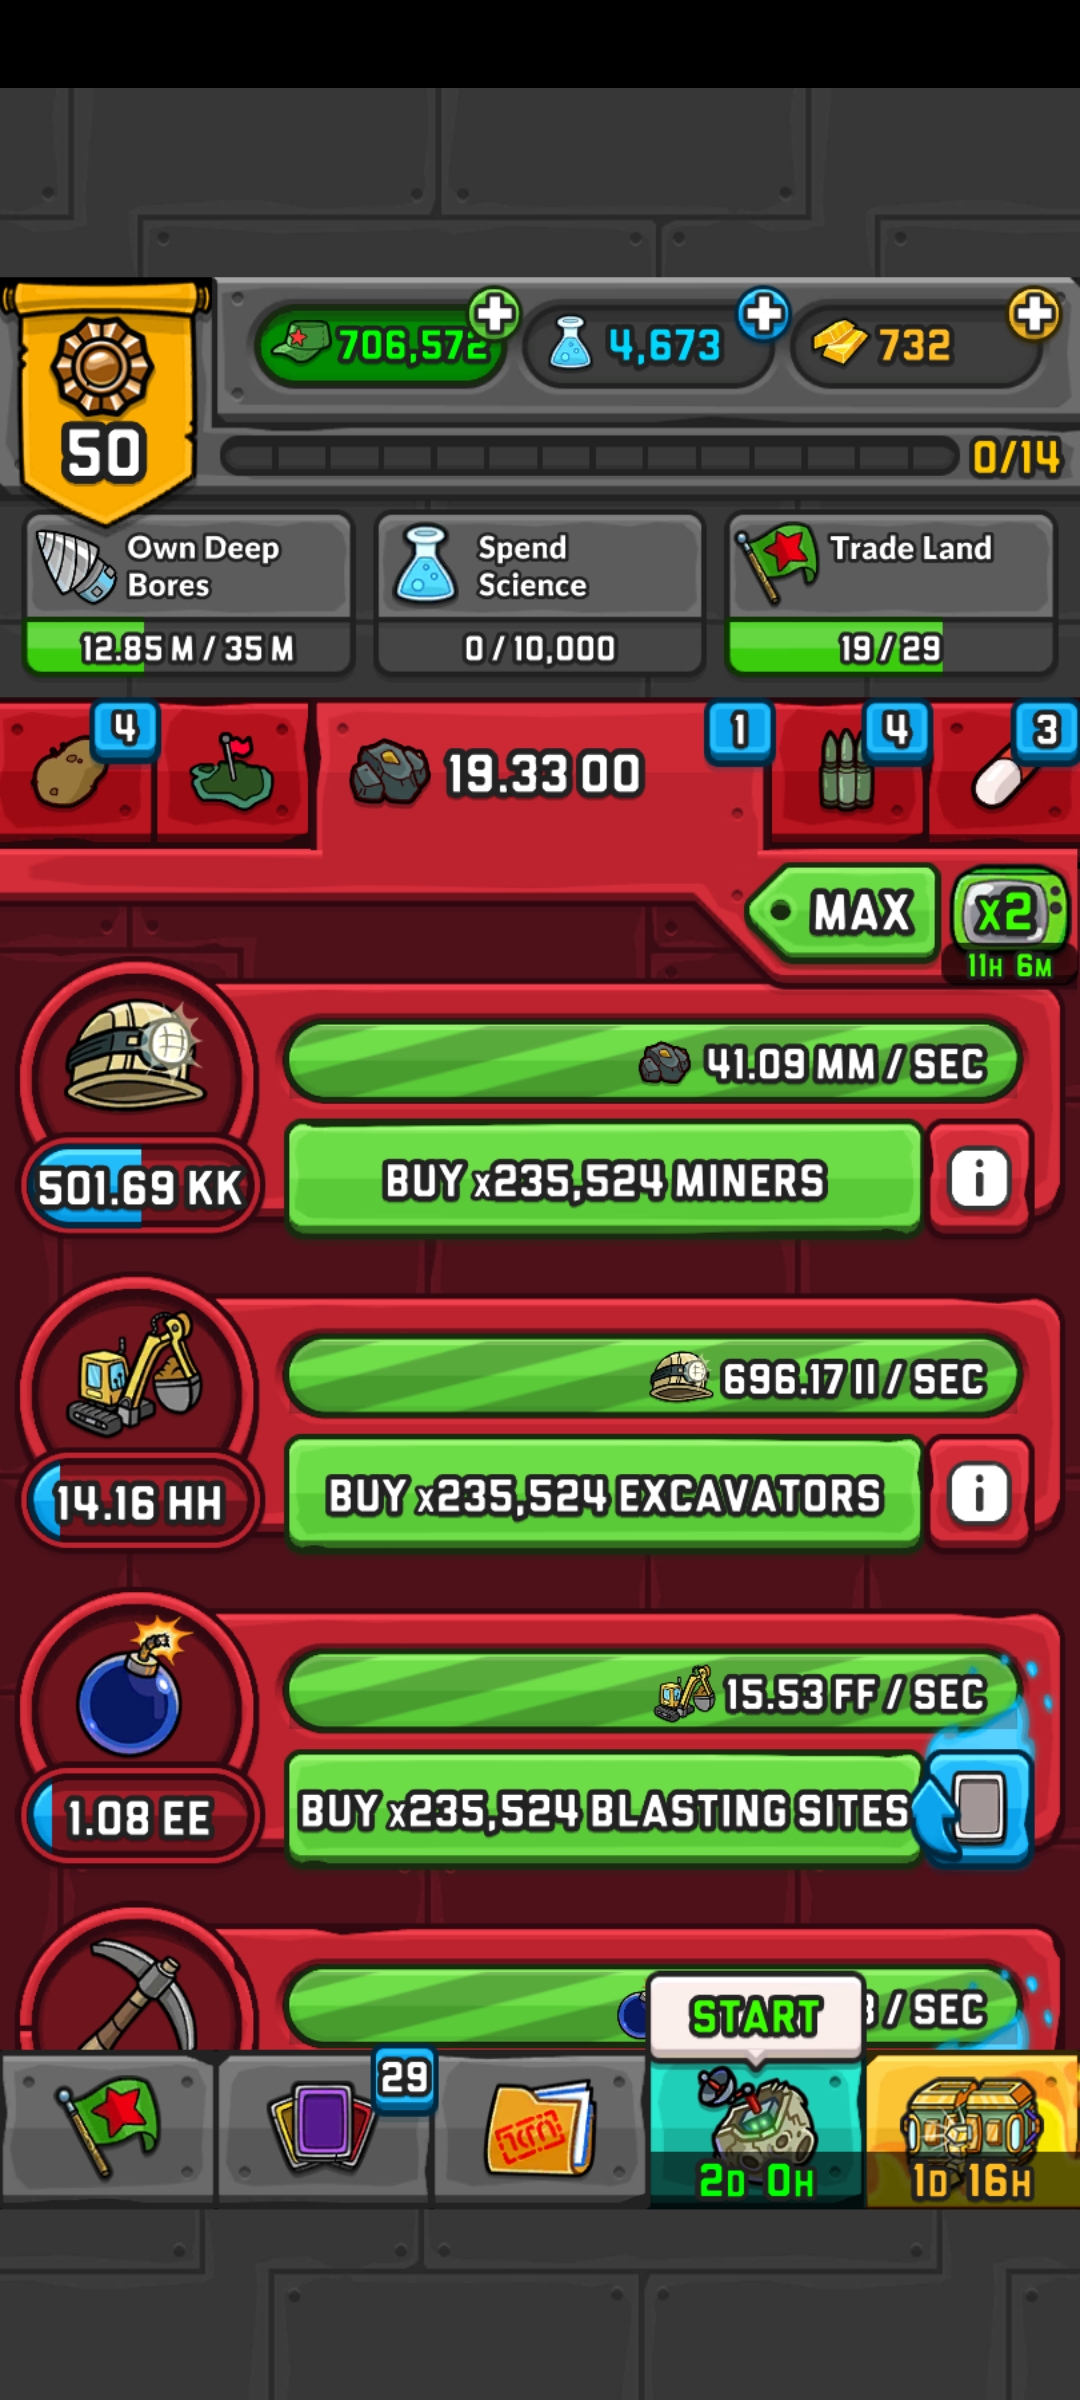 706,572
4,673
732
50
0/14
Own Deep Bores
Spend Science
Trade Land
12.85 M / 35 M
0 / 10,000
19 / 29
4
19.33 OO
1
4
3
MAX
x2
11H 6M
41.09 MM / SEC
501.69 KK
BUY x235,524 MINERS
i
696.17 II / SEC
14.16 HH
BUY x235,524 EXCAVATORS
i
15.53 FF / SEC
1.08 EE
BUY x235,524 BLASTING SITES
/ SEC
START
29
2D 0H
1D 16H